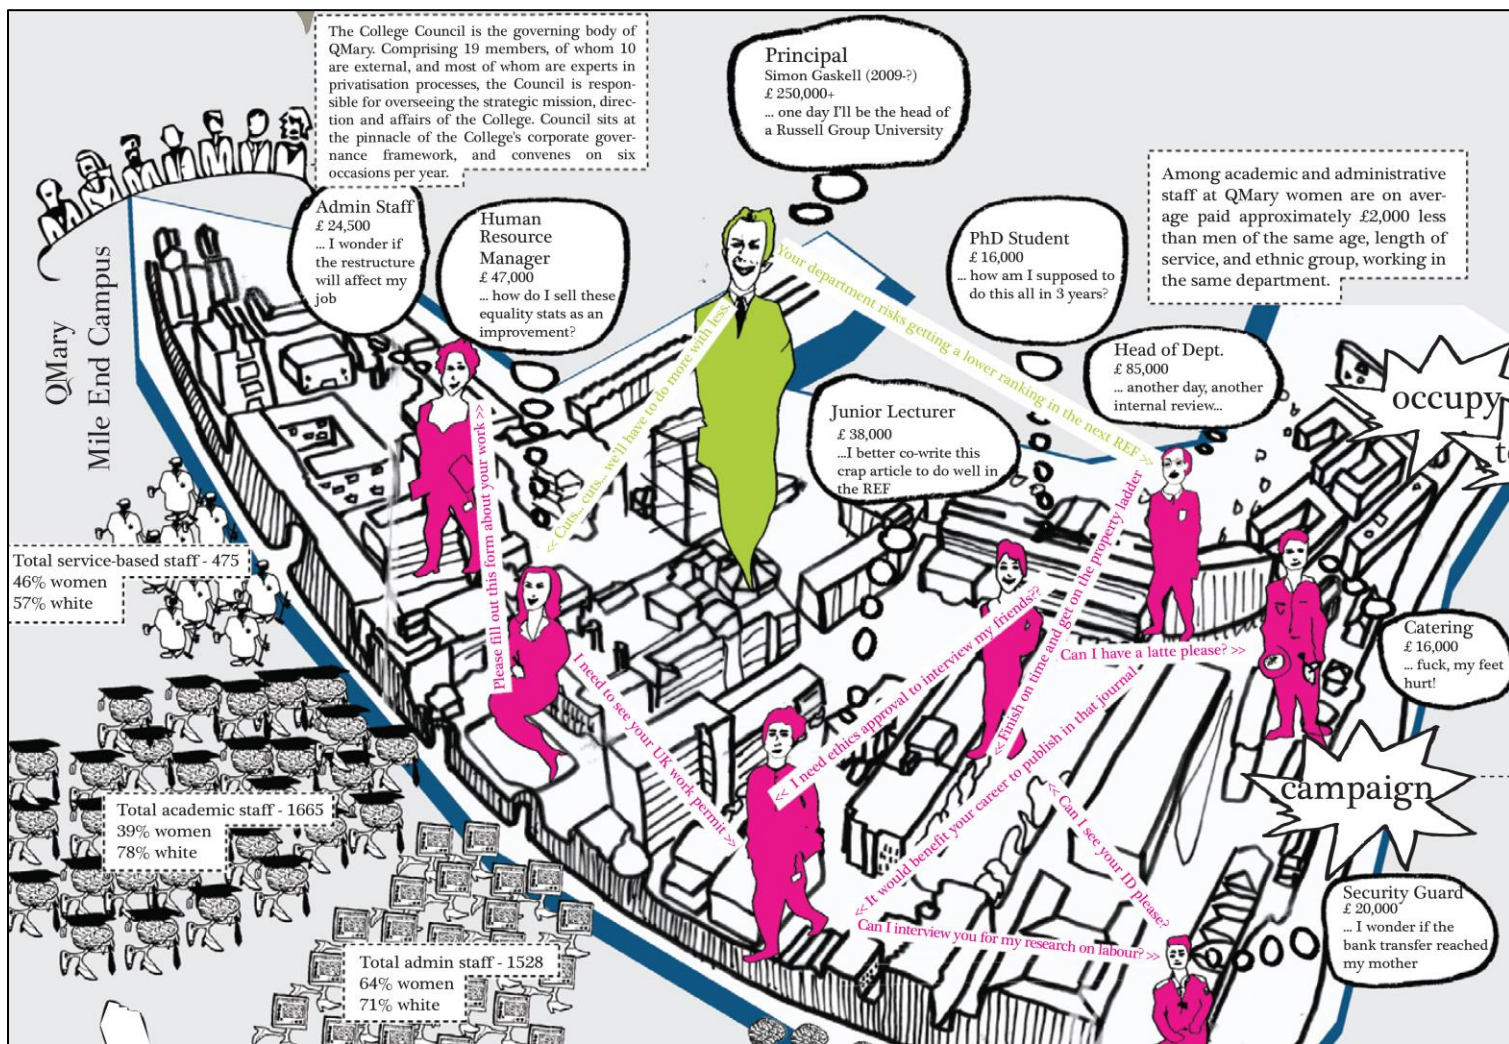 The College Council is the governing body of
QMary. Comprising 19 members, of whom 10
are external, and most of whom are experts in
privatisation processes, the Council is respon-
sible for overseeing the strategic mission, direc-
tion and affairs of the College. Council sits at
the pinnacle of the College's corporate gover-
nance framework, and convenes on six
occasions per year.
Principal
Simon Gaskell (2009-?)
£ 250,000+
... one day I'll be the head of
a Russell Group University
Among academic and administrative
staff at QMary women are on aver-
age paid approximately £2,000 less
than men of the same age, length of
service, and ethnic group, working in
the same department.
Admin Staff
£ 24,500
... I wonder if
the restructure
will affect my
job
Human
Resource
Manager
£ 47,000
... how do I sell these
equality stats as an
improvement?
PhD Student
£ 16,000
... how am I supposed to
do this all in 3 years?
Head of Dept.
£ 85,000
... another day, another
internal review...
Junior Lecturer
£ 38,000
...I better co-write this
crap article to do well in
the REF
QMary
Mile End Campus
occupy
to
Your department risks getting a lower ranking in the next REF >>
<< Cuts... cuts... we'll have to do more with less.
Please fill out this form about your work >>
I need to see your UK work permit >>
<< I need ethics approval to interview my friends??
<<Finish on time and get on the property ladder
Can I have a latte please? >>
<< It would benefit your career to publish in that journal
<< Can I see your ID please?
Can I interview you for my research on labour? >>
Total service-based staff - 475
46% women
57% white
Catering
£ 16,000
... fuck, my feet
hurt!
campaign
Total academic staff - 1665
39% women
78% white
Security Guard
£ 20,000
... I wonder if the
bank transfer reached
my mother
Total admin staff - 1528
64% women
71% white